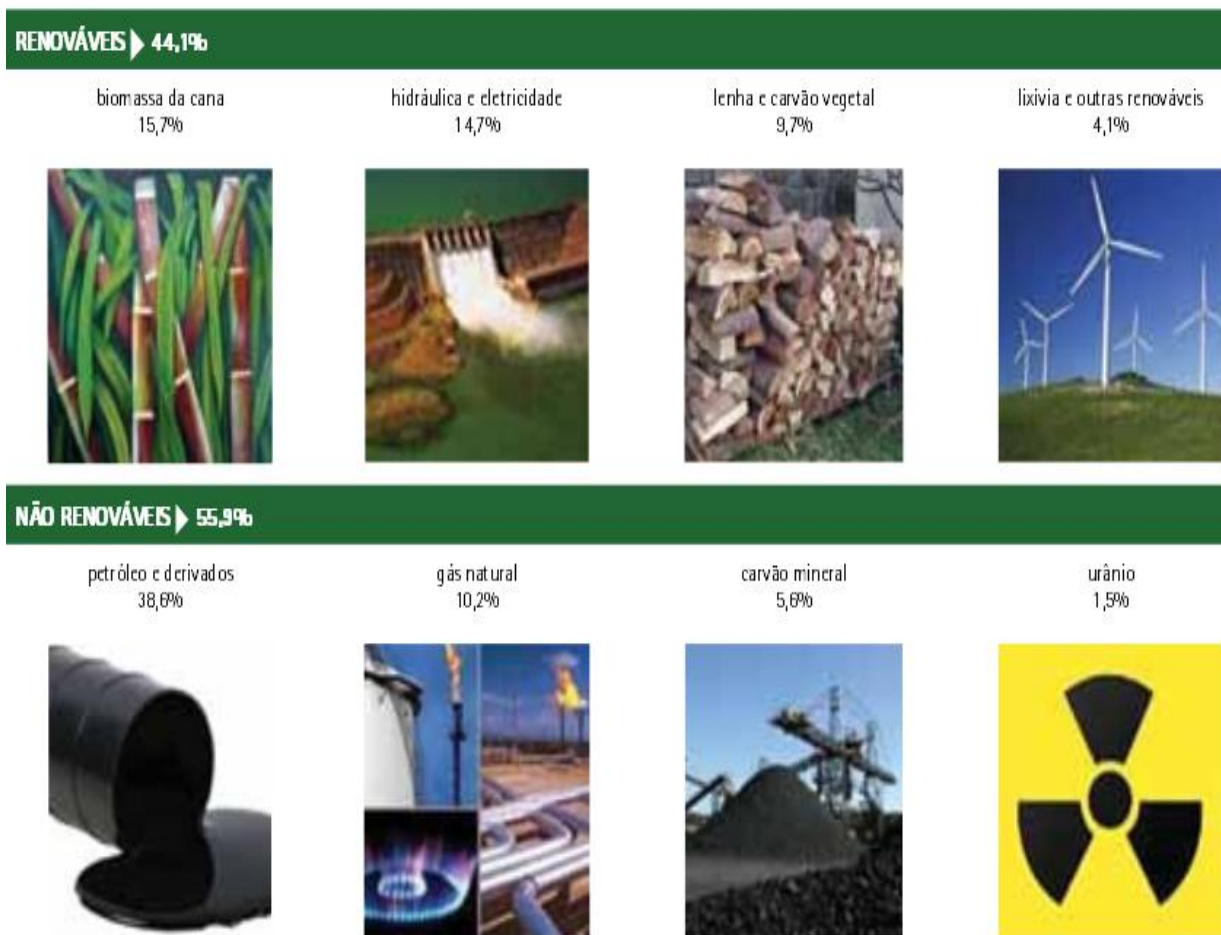 RENOVÁVEIS 44,1%
biomassa da cana
15,7%
hidráulica e eletricidade
14,7%
lenha e carvão vegetal
9,7%
lixívia e outras renováveis
4,1%
NÃO RENOVÁVEIS 55,9%
petróleo e derivados
38,6%
gás natural
10,2%
carvão mineral
5,6%
urânio
1,5%